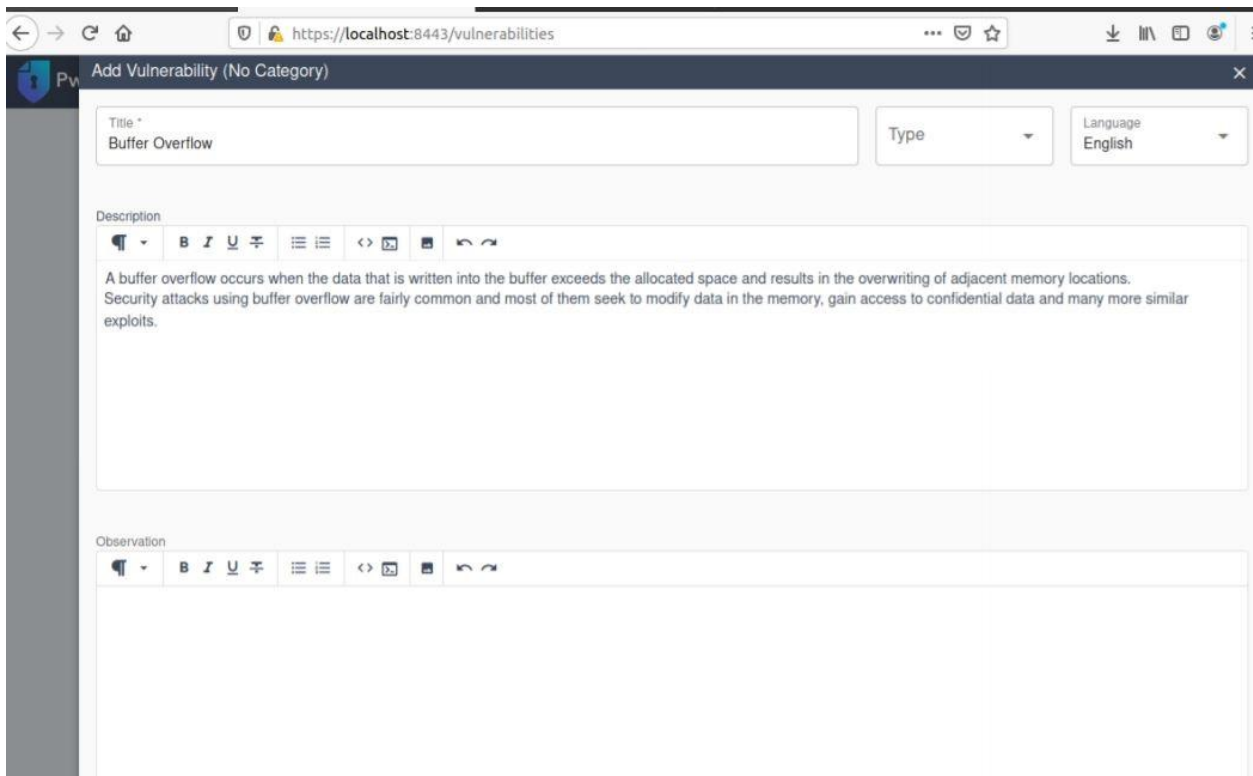 https://localhost:8443/vulnerabilities
Pw
Add Vulnerability (No Category)
Title *
Buffer Overflow
Type
Language
English
Description
B I U T
A buffer overflow occurs when the data that is written into the buffer exceeds the allocated space and results in the overwriting of adjacent memory locations.
Security attacks using buffer overflow are fairly common and most of them seek to modify data in the memory, gain access to confidential data and many more similar
exploits.
Observation
B I U T